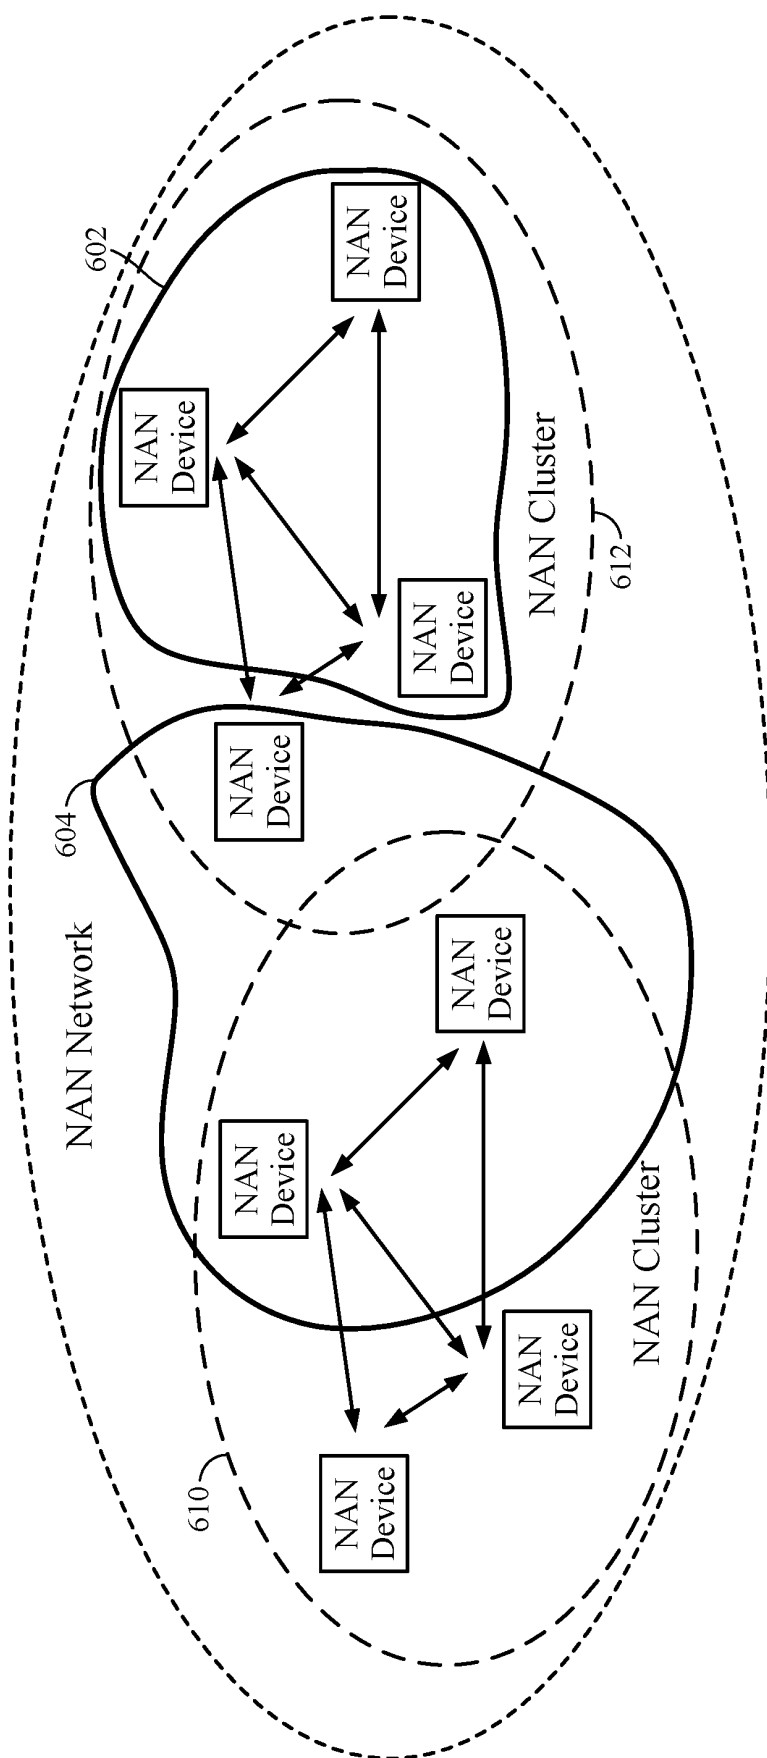 NAN Network
604
602
NAN
Device
610
NAN
Device
NAN
Device
NAN
Device
NAN
Device
NAN
Device
NAN
Device
NAN
Device
NAN Cluster
612
NAN Cluster